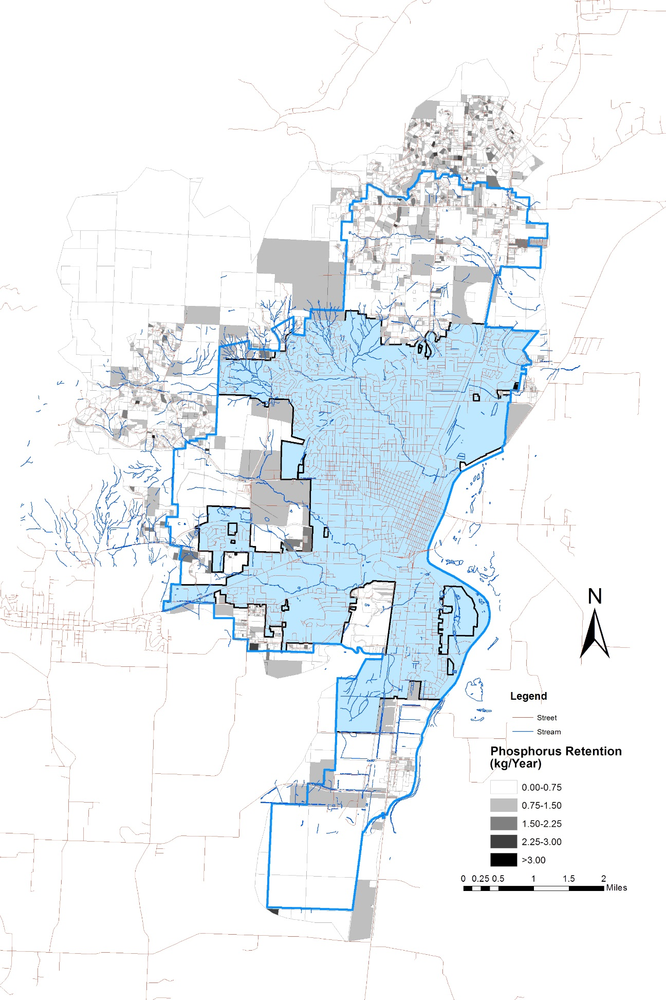 N
Legend
Street
Stream
Phosphorus Retention
(kg/Year)
0.00-0.75
0.75-1.50
1.50-2.25
2.25-3.00
>3.00
0 0.25 0.5 1 1.5 2
Miles